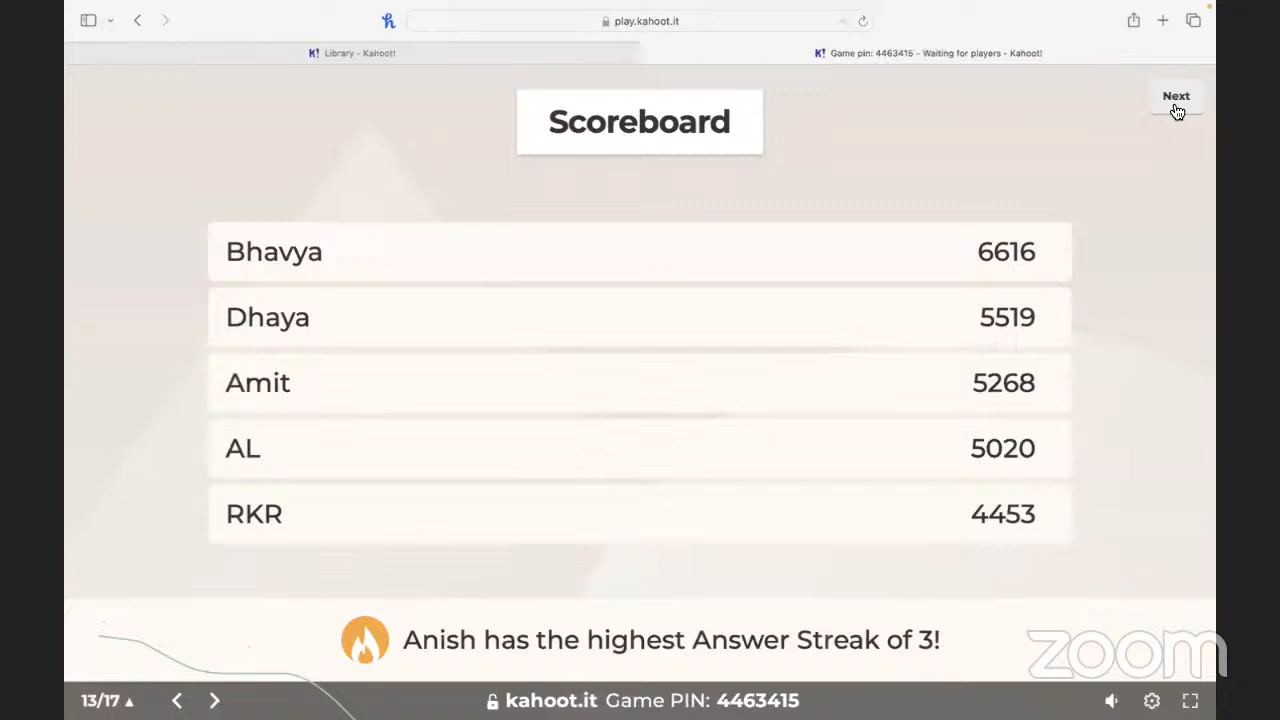 play.kahoot.it
K! Library - Kahoot!
K! Game pin: 4463415 - Waiting for players - Kahoot!
Next
Scoreboard
Bhavya 6616
Dhaya 5519
Amit 5268
AL 5020
RKR 4453
Anish has the highest Answer Streak of 3!
zoom
13/17 kahoot.it Game PIN: 4463415